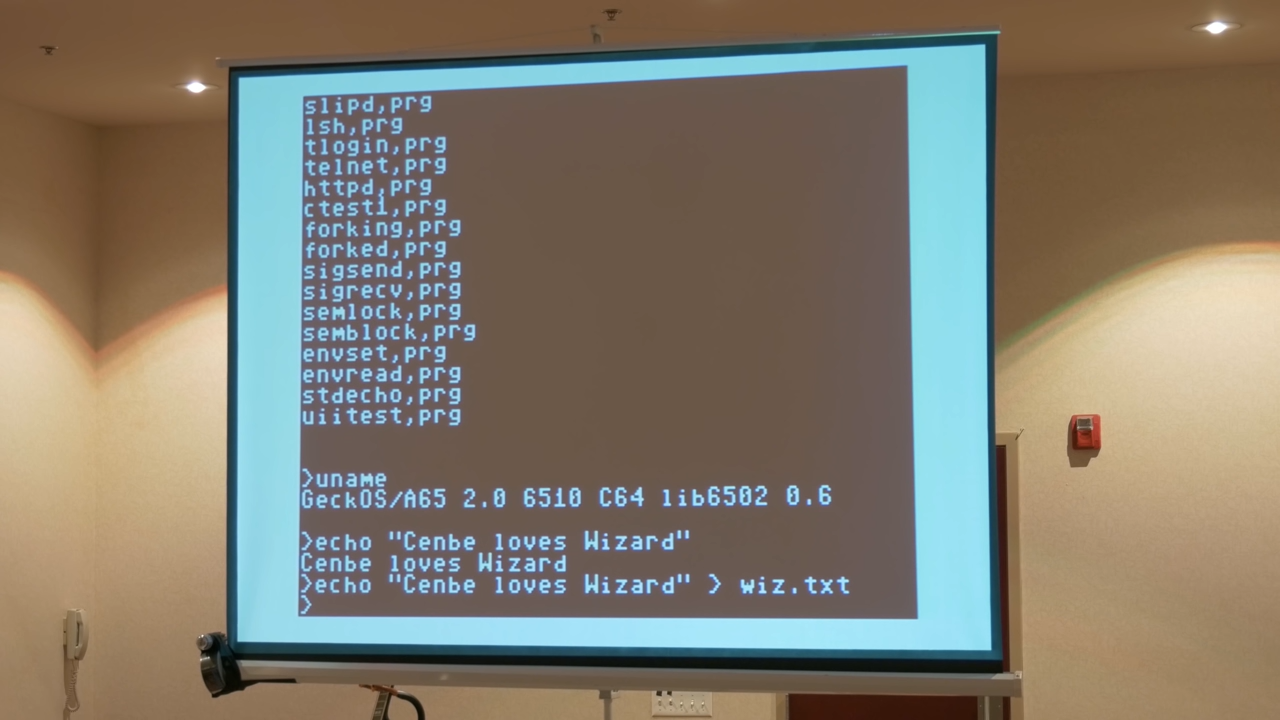 slipd,prg
lsh,prg
tlogin,prg
telnet,prg
httpd,prg
ctest1,prg
forking,prg
forked,prg
sigsend,prg
sigrecv,prg
semlock,prg
semblock,prg
envset,prg
envread,prg
stdecho,prg
uiitest,prg
>uname
GeckOS/A65 2.0 6510 C64 lib6502 0.6
>echo "Cenbe loves Wizard"
Cenbe loves Wizard
>echo "Cenbe loves Wizard" > wiz.txt
>